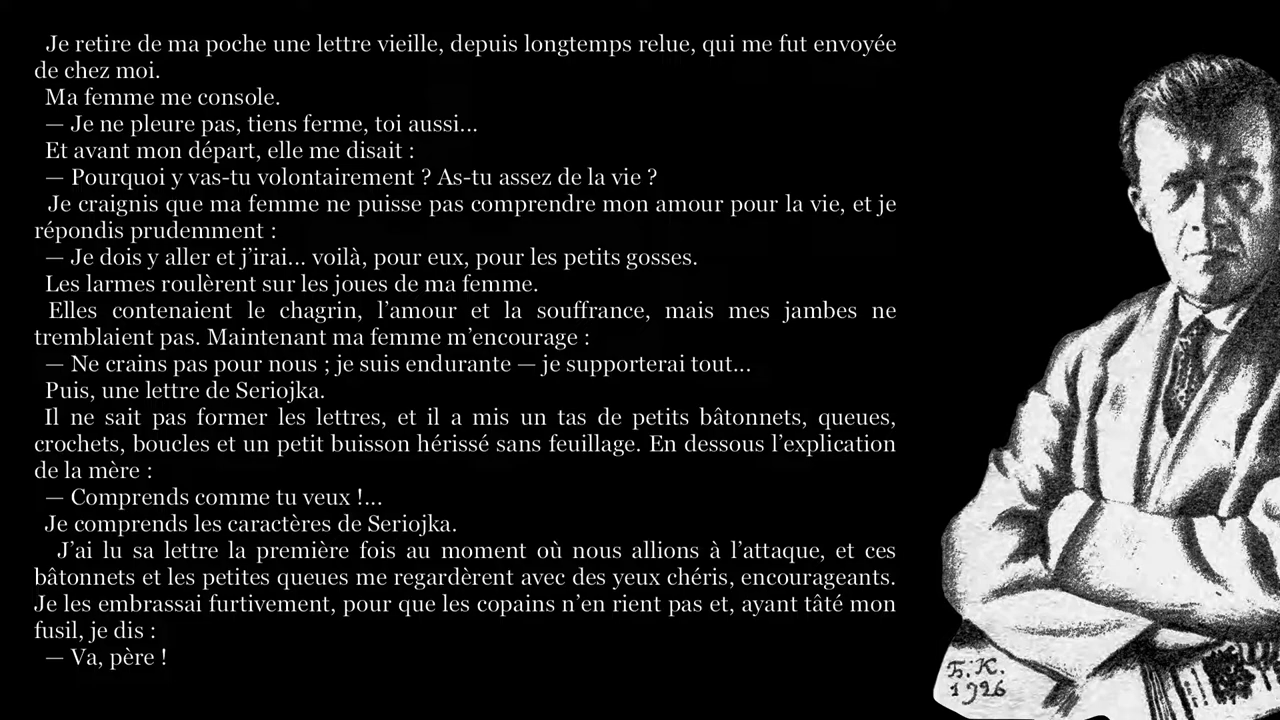 Je retire de ma poche une lettre vieille, depuis longtemps relue, qui me fut envoyée
de chez moi.
Ma femme me console.
— Je ne pleure pas, tiens ferme, toi aussi...
Et avant mon départ, elle me disait :
— Pourquoi y vas-tu volontairement ? As-tu assez de la vie ?
Je craignis que ma femme ne puisse pas comprendre mon amour pour la vie, et je
répondis prudemment :
— Je dois y aller et j’irai... voilà, pour eux, pour les petits gosses.
Les larmes roulèrent sur les joues de ma femme.
Elles contenaient le chagrin, l’amour et la souffrance, mais mes jambes ne
tremblaient pas. Maintenant ma femme m’encourage :
— Ne crains pas pour nous ; je suis endurante — je supporterai tout...
Puis, une lettre de Seriojka.
Il ne sait pas former les lettres, et il a mis un tas de petits bâtonnets, queues,
crochets, boucles et un petit buisson hérissé sans feuillage. En dessous l’explication
de la mère :
— Comprends comme tu veux !...
Je comprends les caractères de Seriojka.
J’ai lu sa lettre la première fois au moment où nous allions à l’attaque, et ces
bâtonnets et les petites queues me regardèrent avec des yeux chéris, encourageants.
Je les embrassai furtivement, pour que les copains n’en rient pas et, ayant tâté mon
fusil, je dis :
— Va, père !
Б. К.
1926